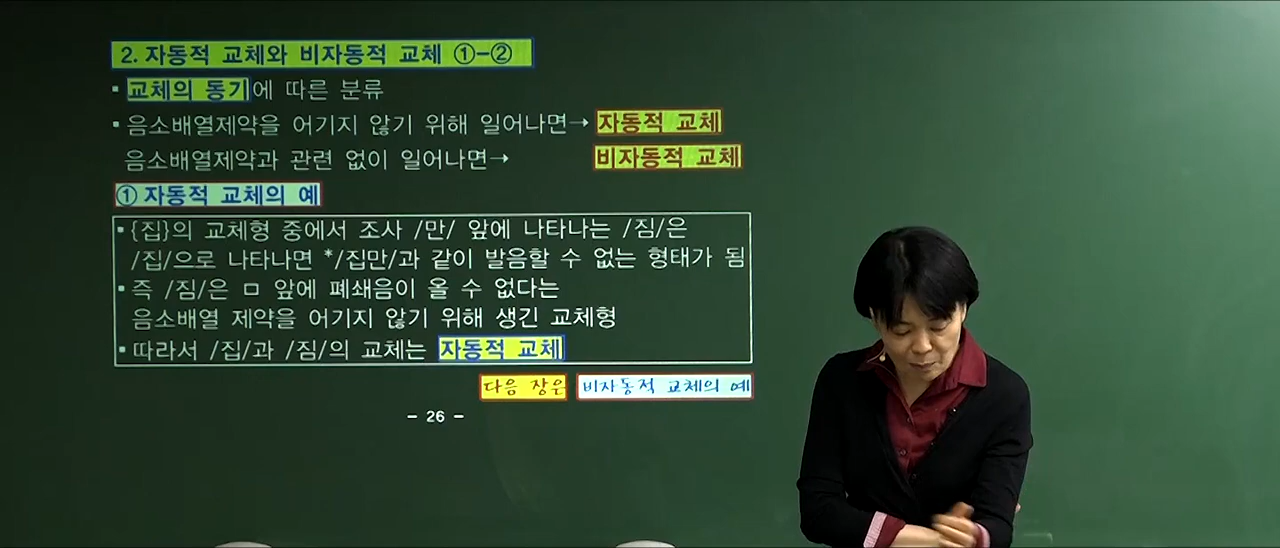 2. 자동적 교체와 비자동적 교체 ①-②
▪ 교체의 동기에 따른 분류
▪ 음소배열제약을 어기지 않기 위해 일어나면→ 자동적 교체
음소배열제약과 관련 없이 일어나면→ 비자동적 교체
① 자동적 교체의 예
▪ {집}의 교체형 중에서 조사 /만/ 앞에 나타나는 /짐/은
/집/으로 나타나면 */집만/과 같이 발음할 수 없는 형태가 됨
▪ 즉 /짐/은 ㅁ 앞에 폐쇄음이 올 수 없다는
음소배열 제약을 어기지 않기 위해 생긴 교체형
▪ 따라서 /집/과 /짐/의 교체는 자동적 교체
다음 장은 비자동적 교체의 예
- 26 -